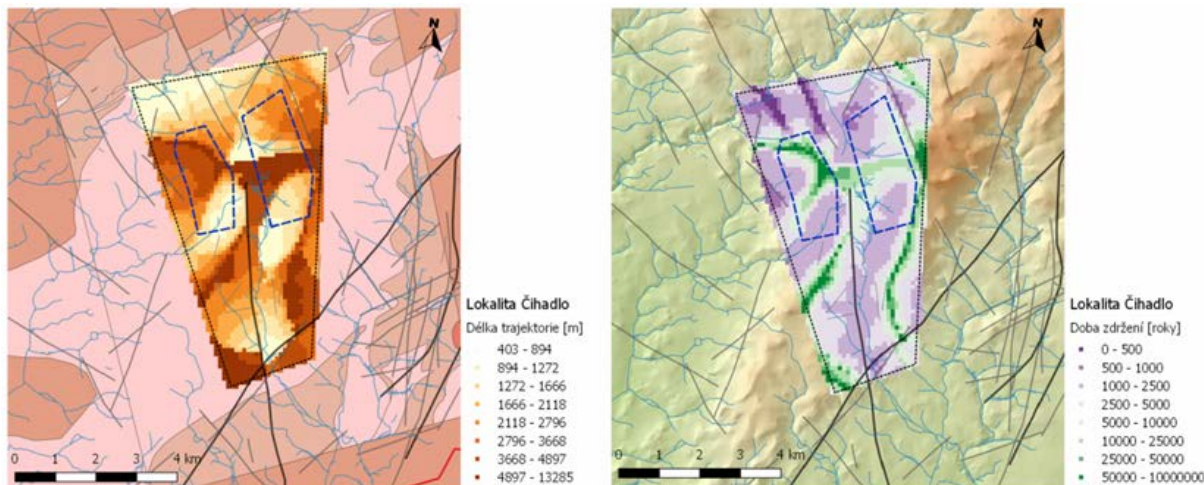 N
Lokalita Čihadlo
Délka trajektorie [m]
403 - 894
894 - 1272
1272 - 1666
1666 - 2118
2118 - 2796
2796 - 3668
3668 - 4897
4897 - 13285
0 1 2 3 4 km
N
Lokalita Čihadlo
Doba zdržení [roky]
0 - 500
500 - 1000
1000 - 2500
2500 - 5000
5000 - 10000
10000 - 25000
25000 - 50000
50000 - 10000000
0 1 2 3 4 km